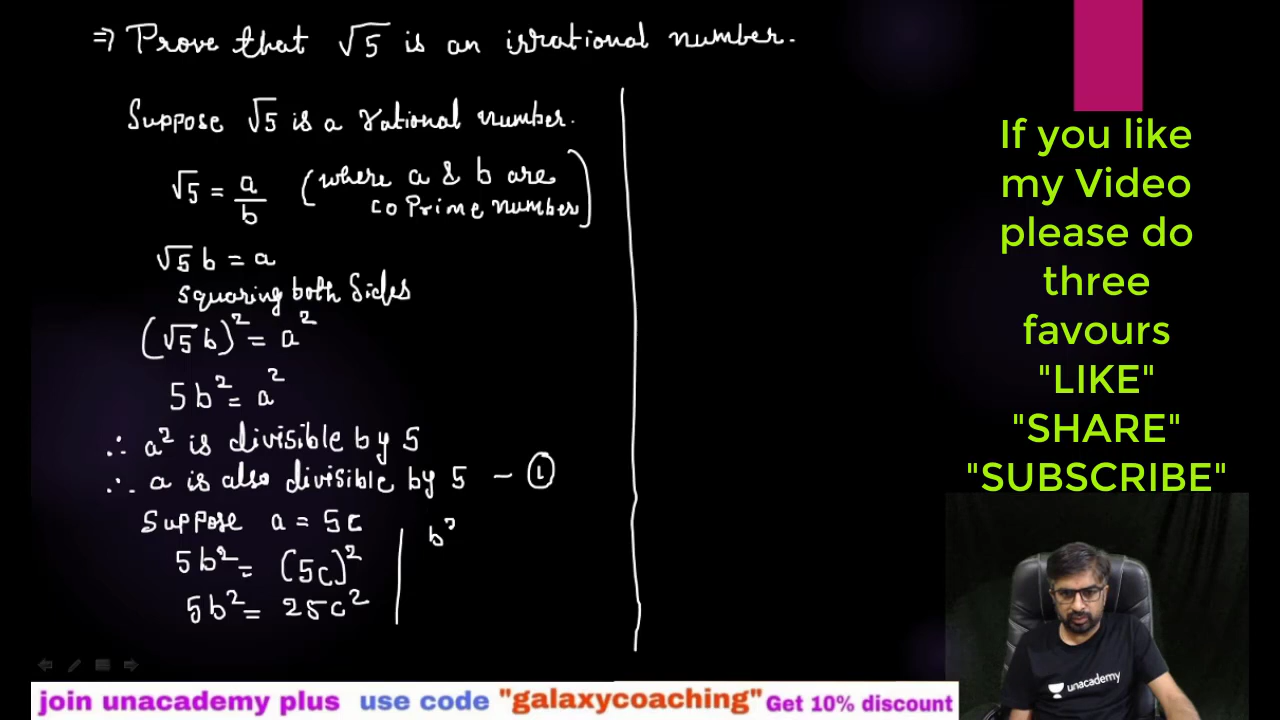 ⇒ Prove that √5 is an irrational number.
Suppose √5 is a rational number.
√5 = a/b (where a & b are
co Prime number)
√5 b = a
Squaring both Sides
(√5 b)² = a²
5b² = a²
∴ a² is divisible by 5
∴ a is also divisible by 5 – ①
Suppose a = 5c
5b² = (5c)²
5b² = 25c²
b²
If you like
my Video
please do
three
favours
"LIKE"
"SHARE"
"SUBSCRIBE"
unacademy
join unacademy plus use code "galaxycoaching" Get 10% discount